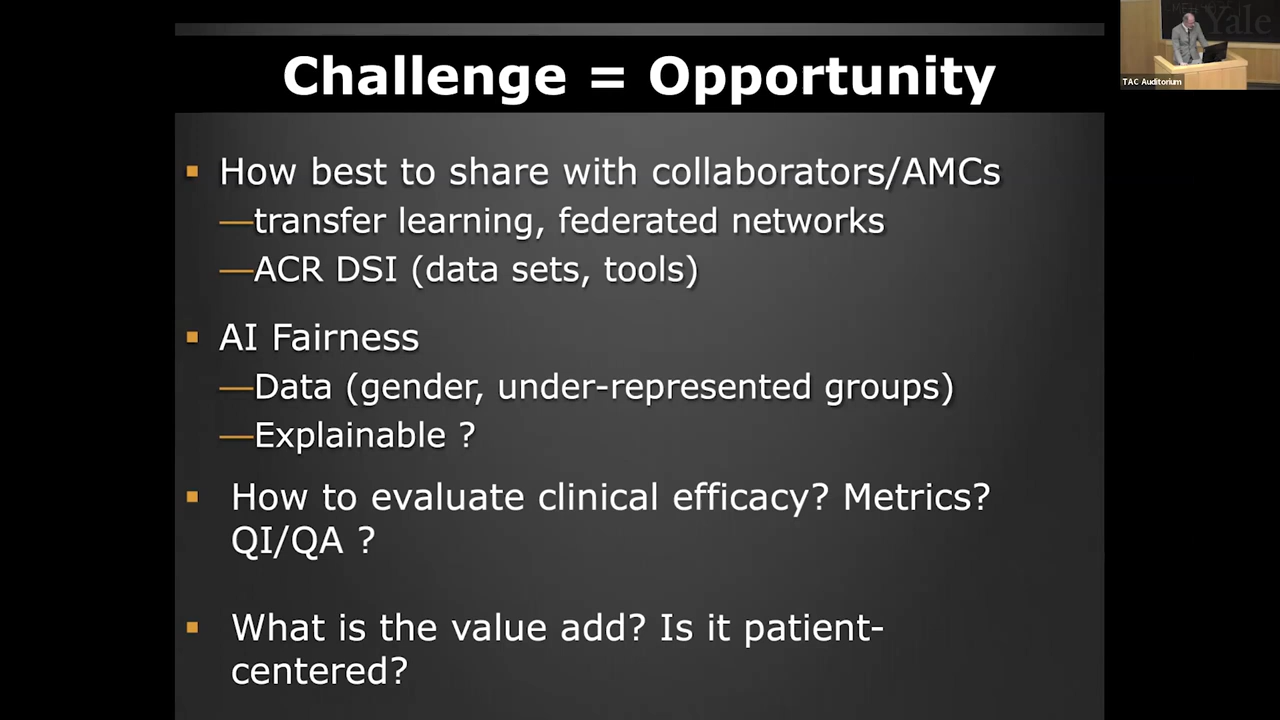 Challenge = Opportunity
▪ How best to share with collaborators/AMCs
—transfer learning, federated networks
—ACR DSI (data sets, tools)
▪ AI Fairness
—Data (gender, under-represented groups)
—Explainable ?
▪ How to evaluate clinical efficacy? Metrics?
QI/QA ?
▪ What is the value add? Is it patient-
centered?
Yale
TAC Auditorium